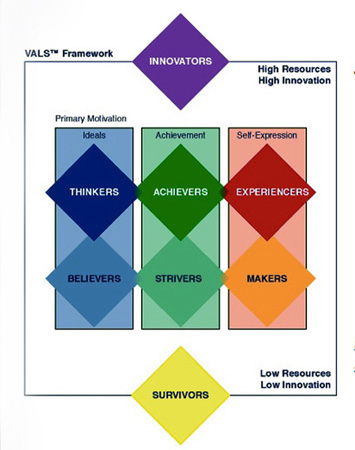 VALS™ Framework
INNOVATORS
High Resources
High Innovation
Primary Motivation
Ideals
Achievement
Self-Expression
THINKERS
ACHIEVERS
EXPERIENCERS
BELIEVERS
STRIVERS
MAKERS
Low Resources
Low Innovation
SURVIVORS